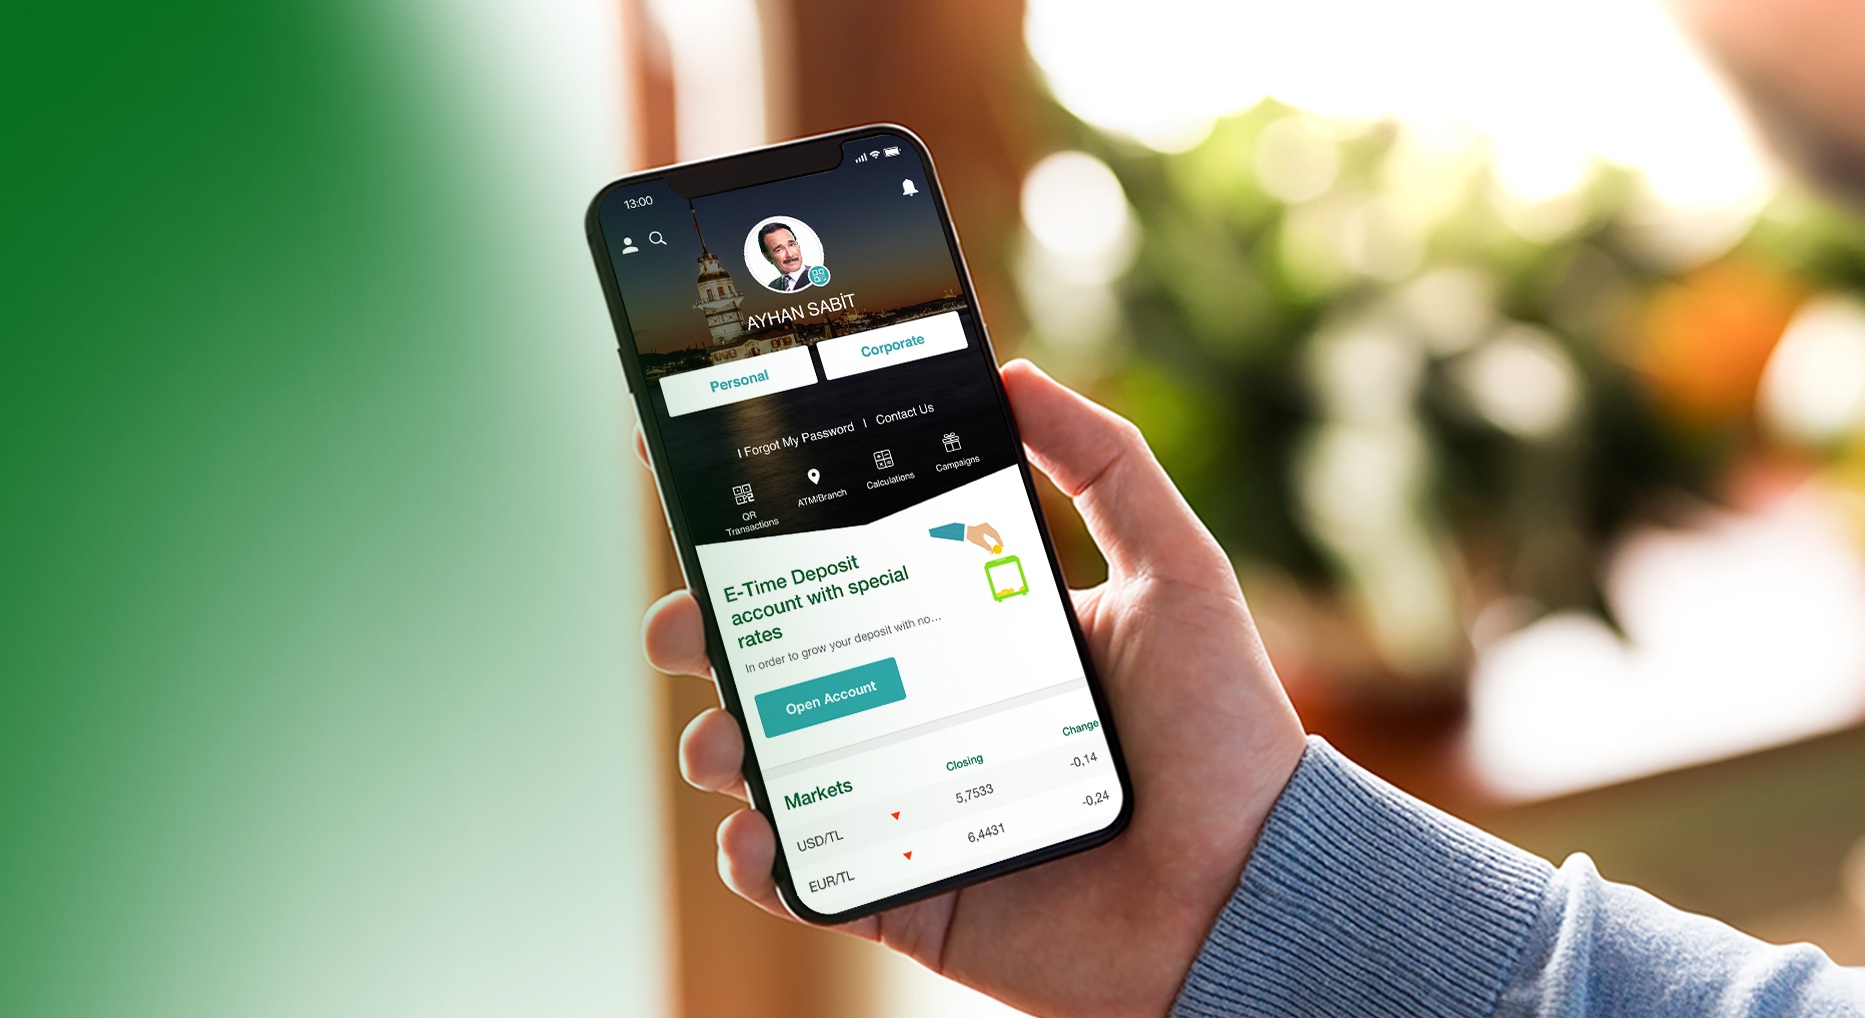 13:00
AYHAN SABİT
Personal
Corporate
I Forgot My Password | Contact Us
QR
Transactions
ATM/Branch
Calculations
Campaigns
E-Time Deposit
account with special
rates
In order to grow your deposit with no...
Open Account
Markets
Closing
Change
USD/TL
5,7533
-0,14
EUR/TL
6,4431
-0,24